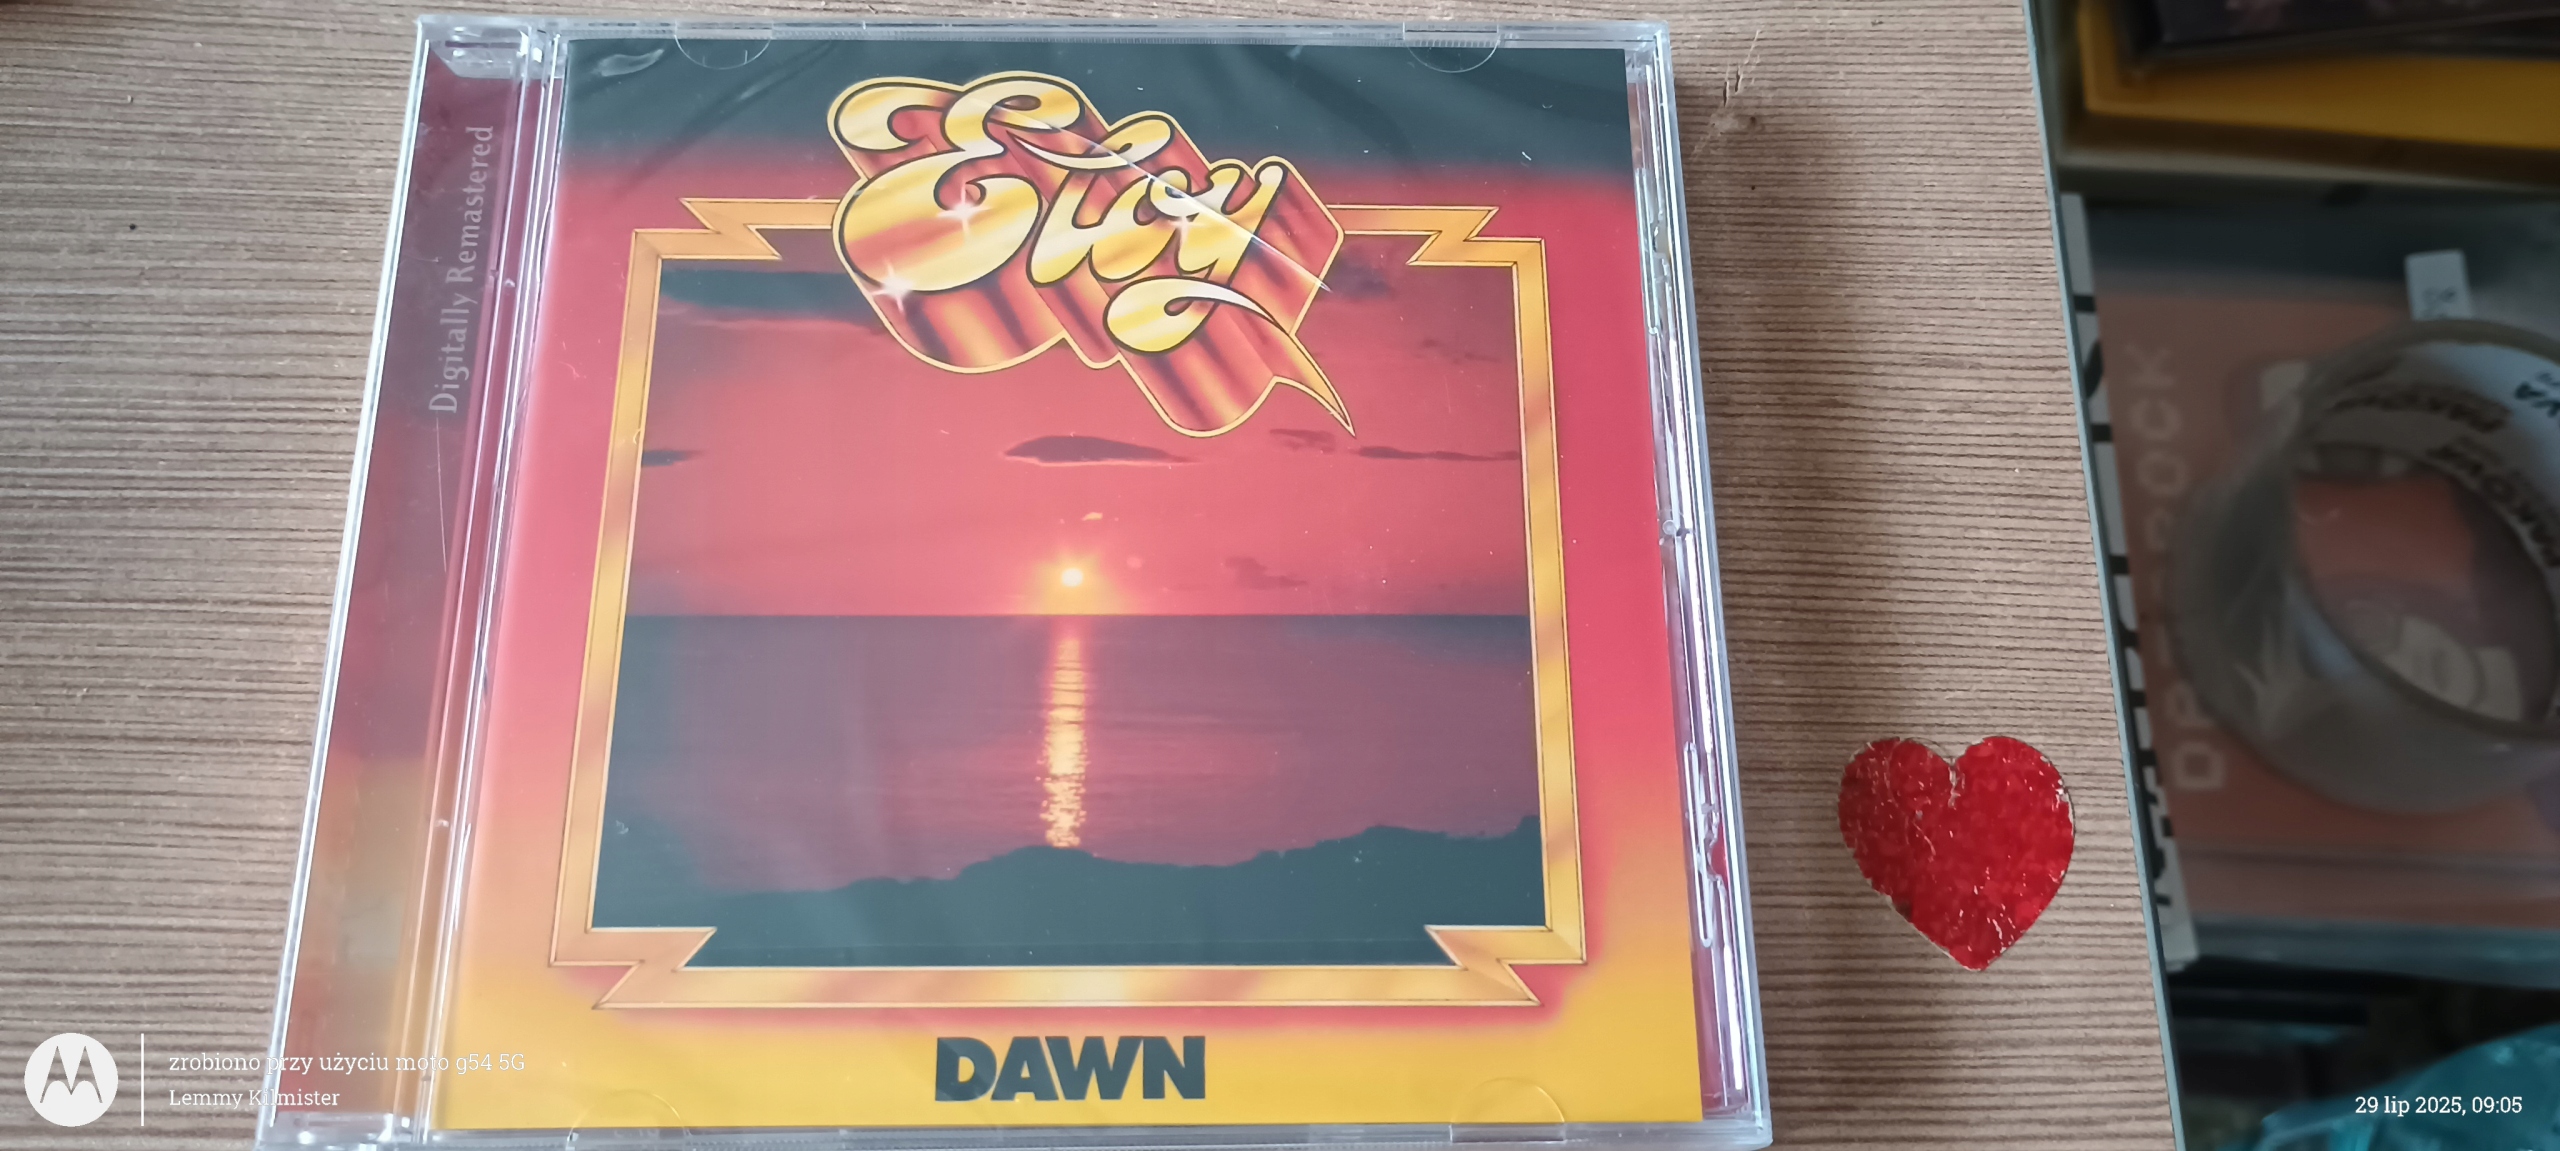 Digitally Remastered
Eloy
DAWN
zrobiono przy użyciu moto g54 5G
Lemmy Kilmister
29 lip 2025, 09:05